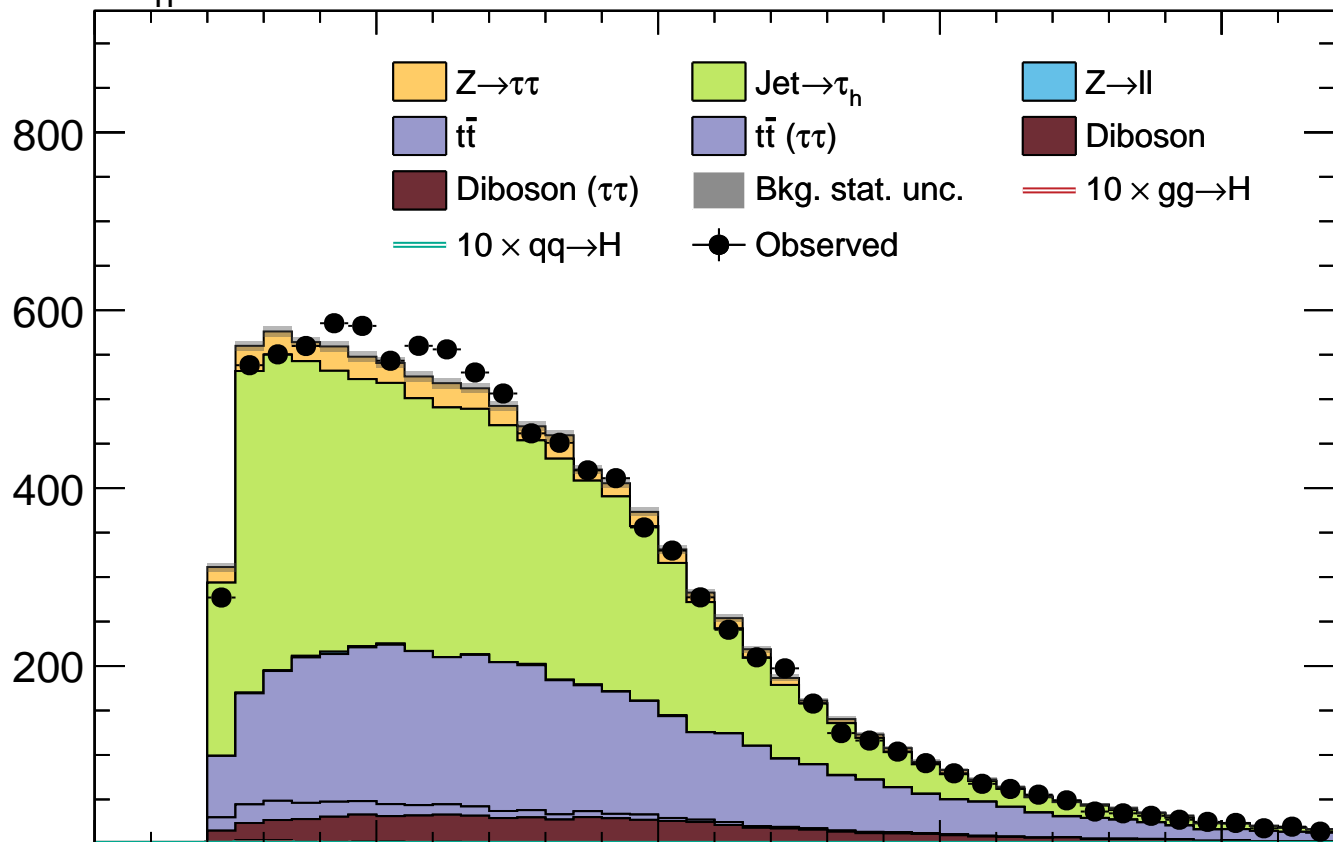 H
Z→ττ Jet→τh Z→ll
800
tt̄ tt̄ (ττ) Diboson
Diboson (ττ) Bkg. stat. unc. 10 × gg→H
10 × qq→H Observed
600
400
200